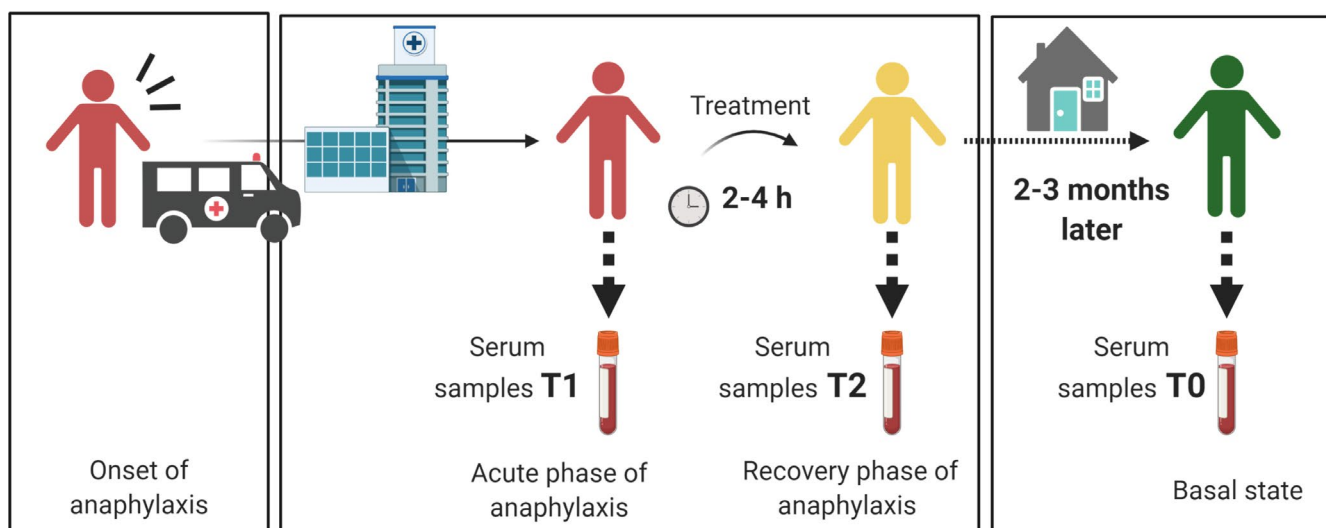 Onset of
anaphylaxis
Treatment
2-4 h
Serum
samples T1
Acute phase of
anaphylaxis
Serum
samples T2
Recovery phase of
anaphylaxis
2-3 months
later
Serum
samples T0
Basal state